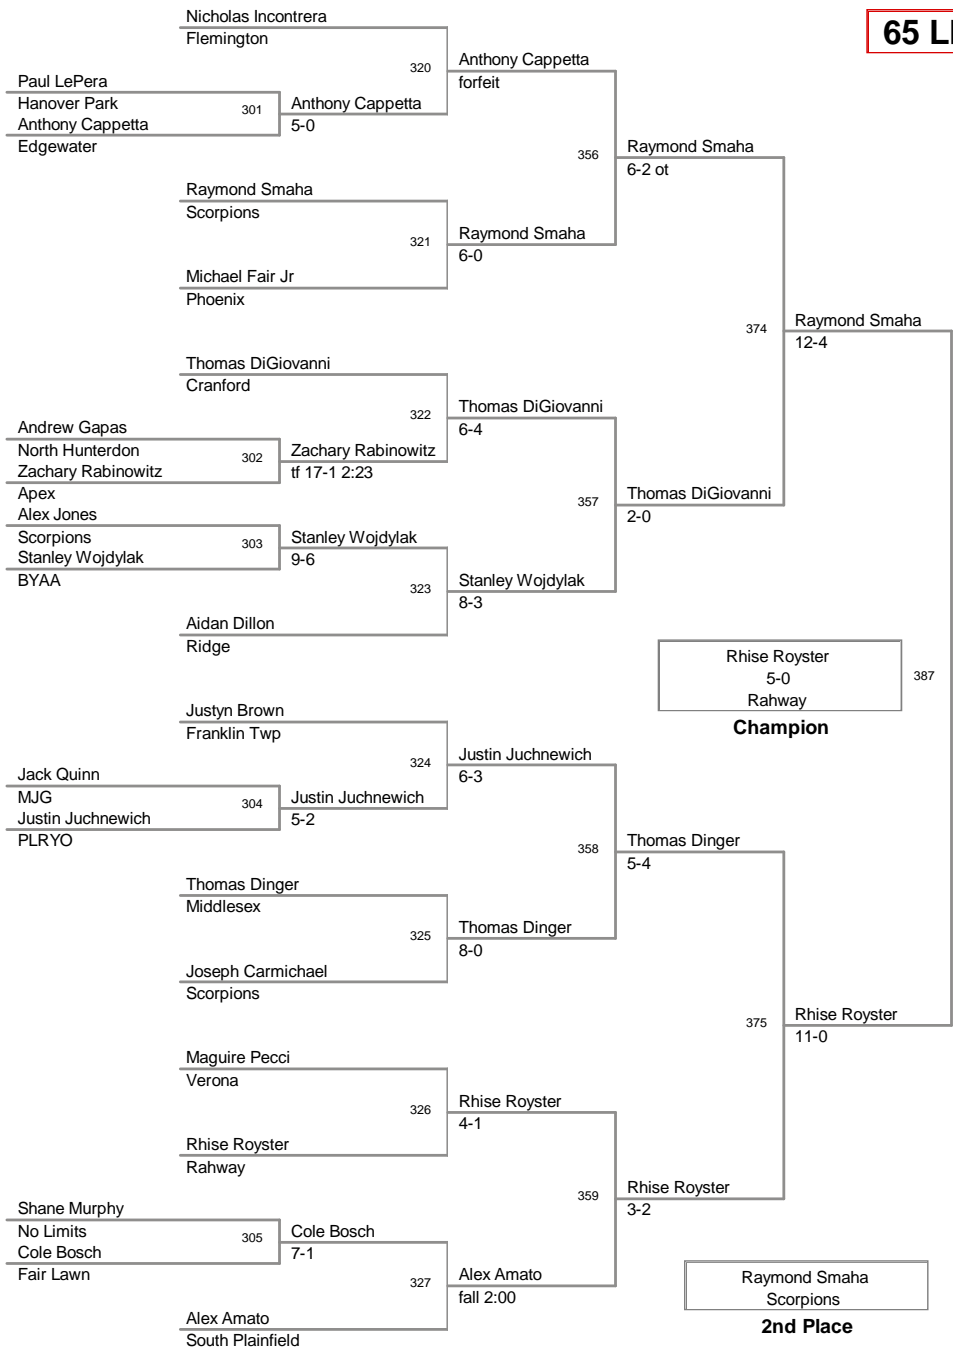 Nicholas Incontrera
Flemington
65 L
320
Anthony Cappetta
forfeit
Paul LePera
Hanover Park
301
Anthony Cappetta
5-0
Anthony Cappetta
Edgewater
356
Raymond Smaha
6-2 ot
Raymond Smaha
Scorpions
321
Raymond Smaha
6-0
Michael Fair Jr
Phoenix
374
Raymond Smaha
12-4
Thomas DiGiovanni
Cranford
322
Thomas DiGiovanni
6-4
Andrew Gapas
North Hunterdon
302
Zachary Rabinowitz
tf 17-1 2:23
Zachary Rabinowitz
Apex
357
Thomas DiGiovanni
2-0
Alex Jones
Scorpions
303
Stanley Wojdylak
9-6
Stanley Wojdylak
BYAA
323
Stanley Wojdylak
8-3
Aidan Dillon
Ridge
Rhise Royster
5-0
Rahway
387
Champion
Justyn Brown
Franklin Twp
324
Justin Juchnewich
6-3
Jack Quinn
MJG
304
Justin Juchnewich
5-2
Justin Juchnewich
PLRYO
358
Thomas Dinger
5-4
Thomas Dinger
Middlesex
325
Thomas Dinger
8-0
Joseph Carmichael
Scorpions
375
Rhise Royster
11-0
Maguire Pecci
Verona
326
Rhise Royster
4-1
Rhise Royster
Rahway
359
Rhise Royster
3-2
Shane Murphy
No Limits
305
Cole Bosch
7-1
Cole Bosch
Fair Lawn
327
Alex Amato
fall 2:00
Alex Amato
South Plainfield
Raymond Smaha
Scorpions
2nd Place